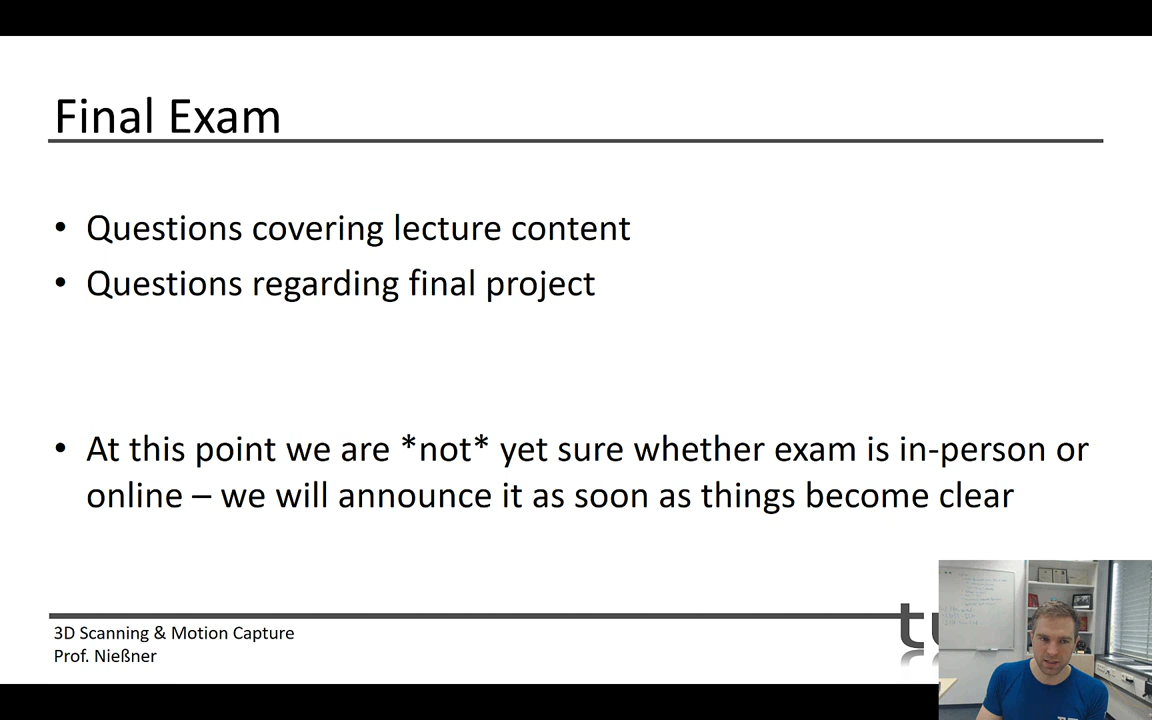 Final Exam
• Questions covering lecture content
• Questions regarding final project
• At this point we are *not* yet sure whether exam is in-person or
online – we will announce it as soon as things become clear
3D Scanning & Motion Capture
Prof. Nießner